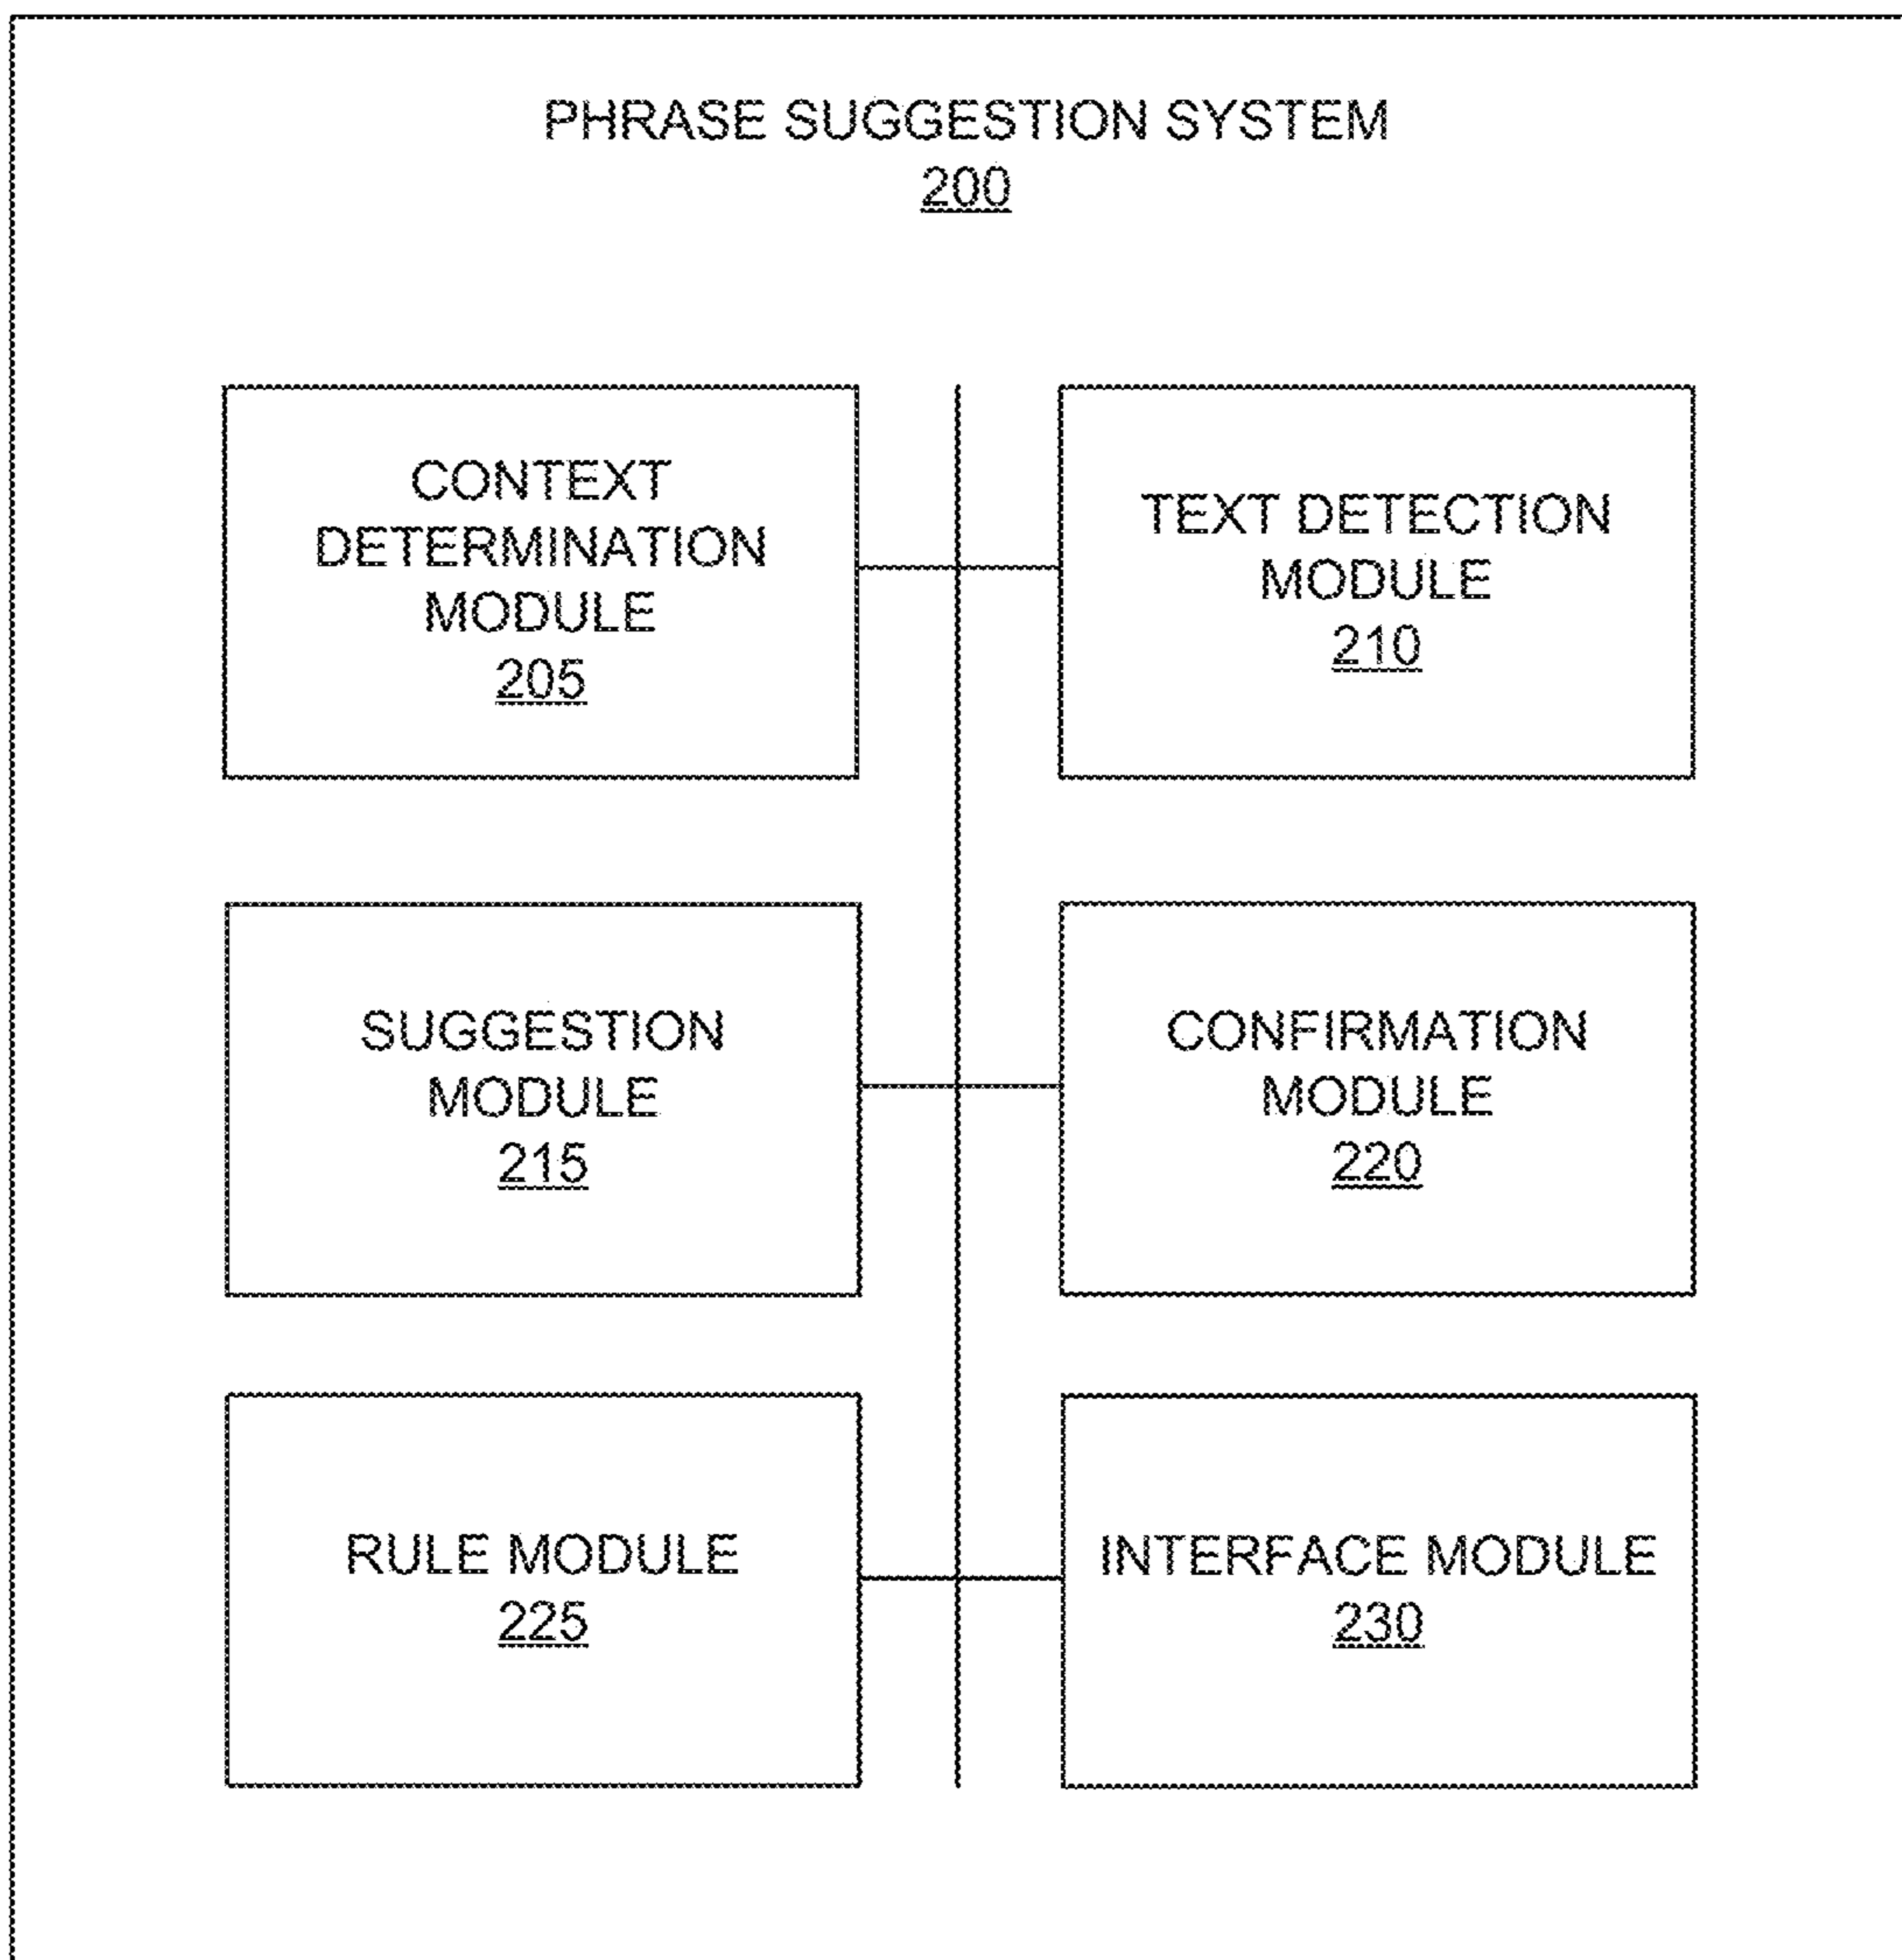 PHRASE SUGGESTION SYSTEM
200
CONTEXT
DETERMINATION
MODULE
205
TEXT DETECTION
MODULE
210
SUGGESTION
MODULE
215
CONFIRMATION
MODULE
220
RULE MODULE
225
INTERFACE MODULE
230